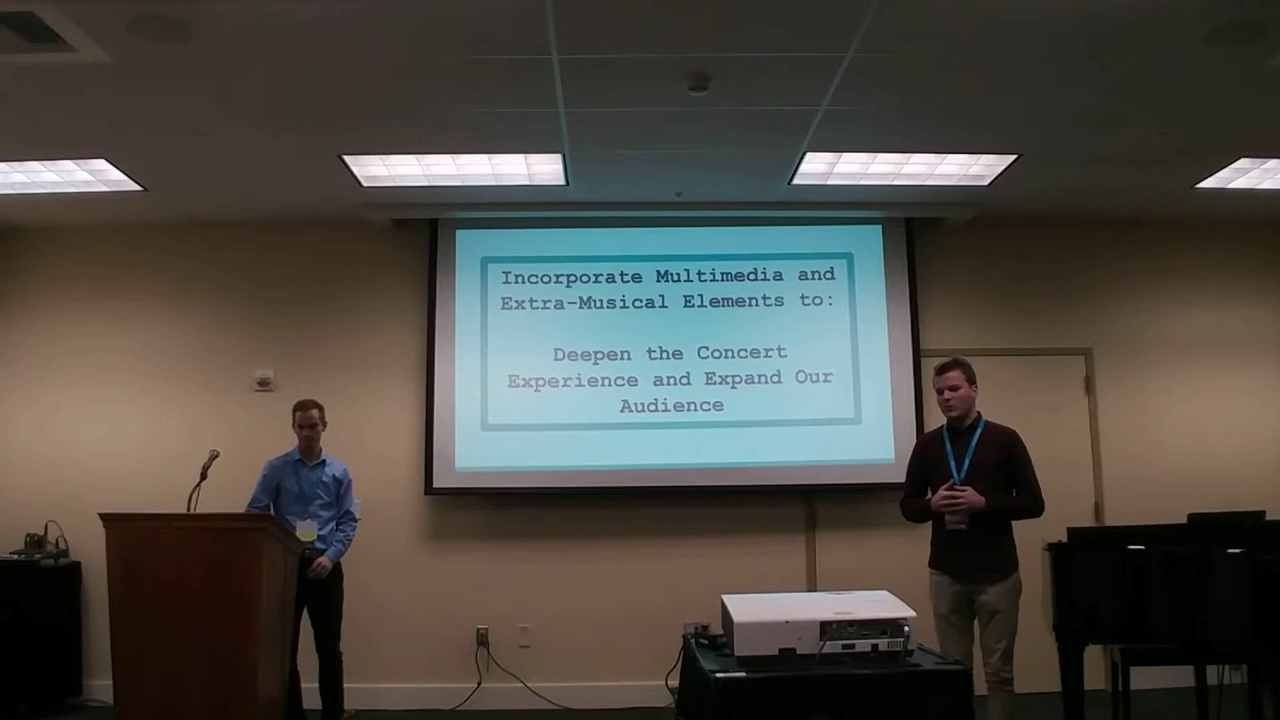 Incorporate Multimedia and
Extra-Musical Elements to:
Deepen the Concert
Experience and Expand Our
Audience